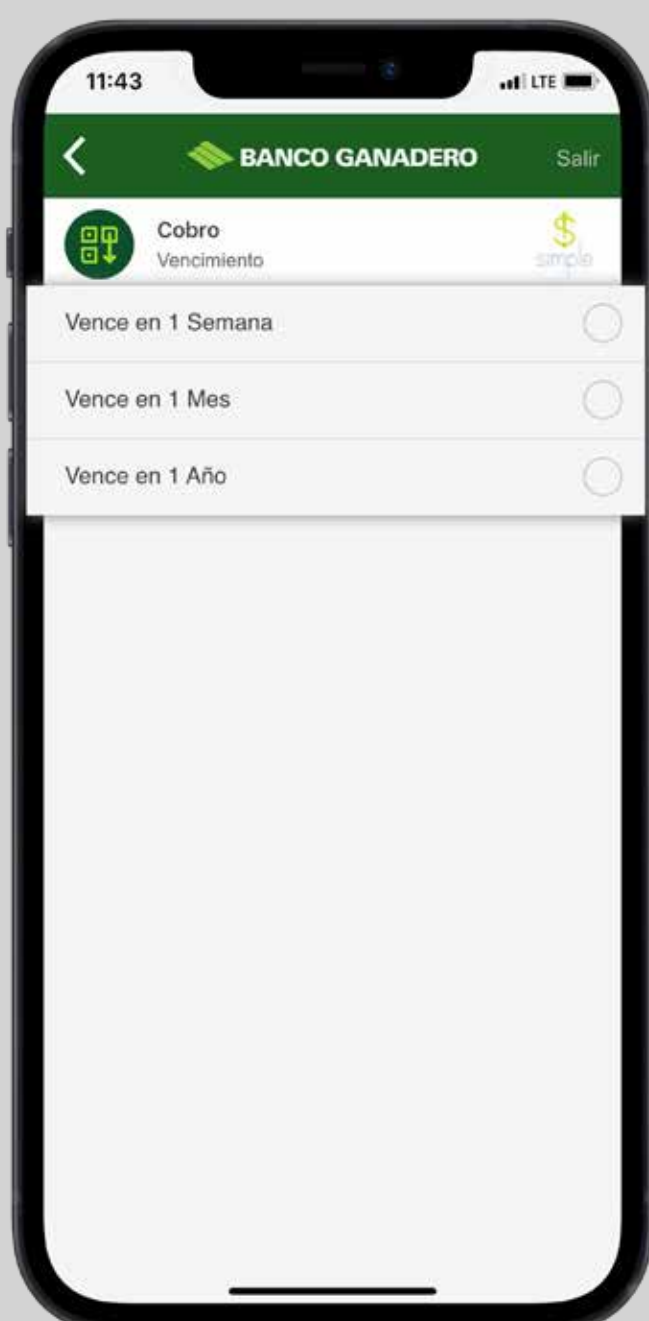 11:43
LTE
BANCO GANADERO
Salir
Cobro
Vencimiento
simple
Vence en 1 Semana
Vence en 1 Mes
Vence en 1 Año